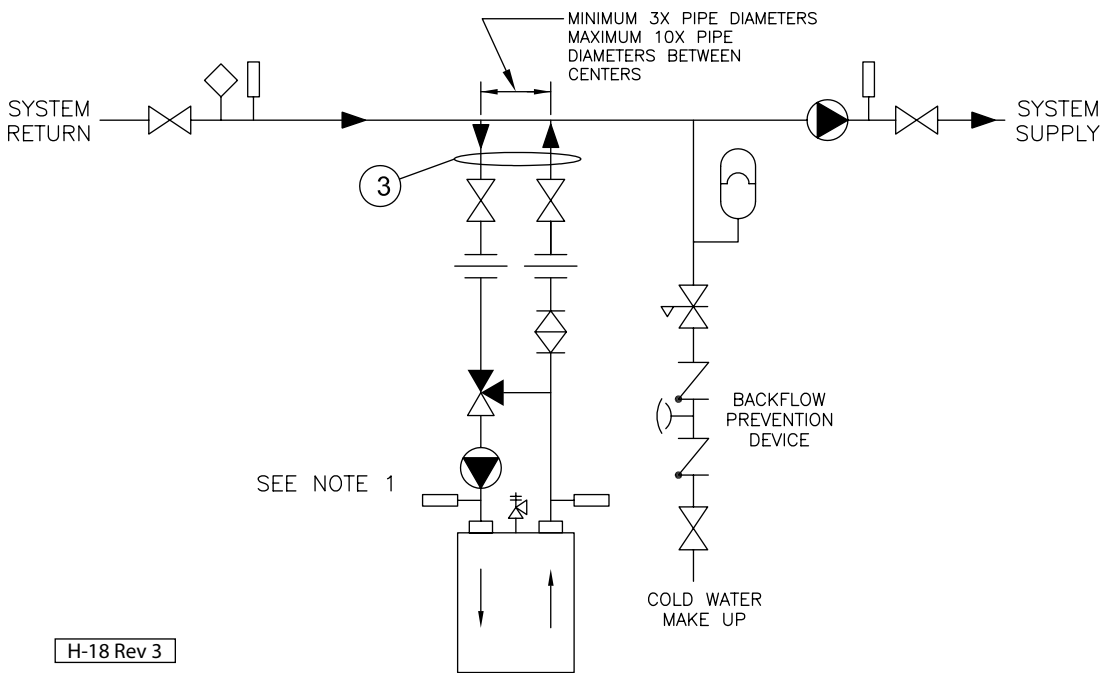 MINIMUM 3X PIPE DIAMETERS
MAXIMUM 10X PIPE
DIAMETERS BETWEEN
CENTERS
SYSTEM
RETURN
SYSTEM
SUPPLY
3
BACKFLOW
PREVENTION
DEVICE
SEE NOTE 1
COLD WATER
MAKE UP
H-18 Rev 3